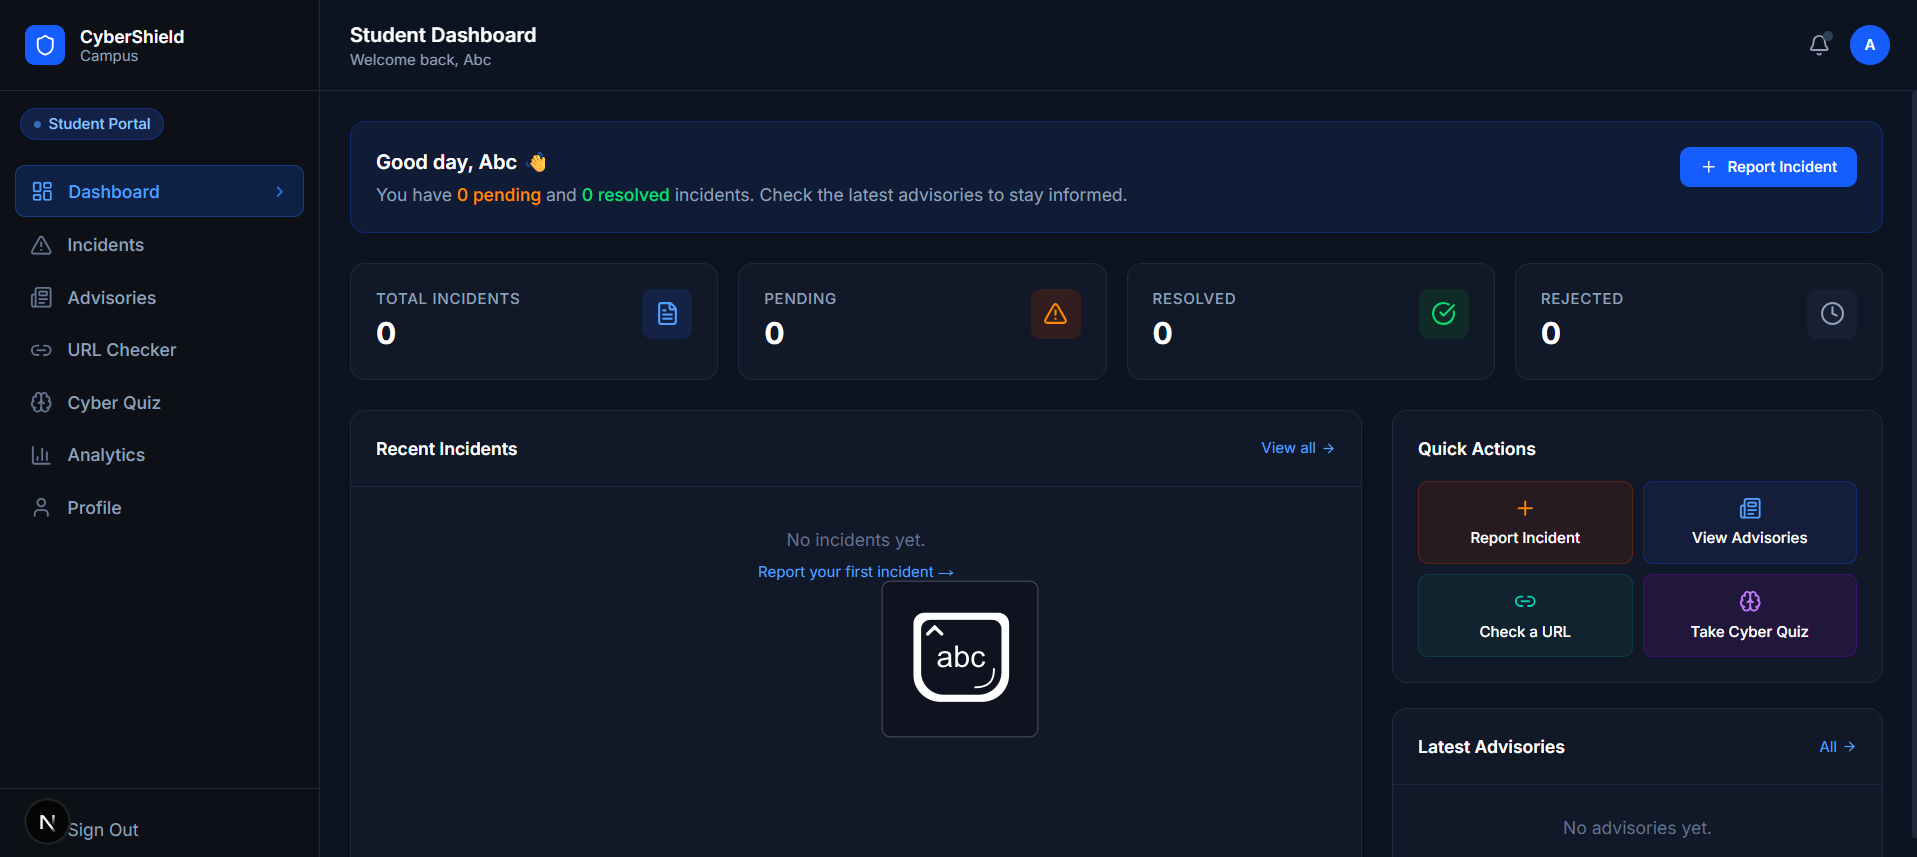 CyberShield
Campus
Student Portal
Dashboard
Incidents
Advisories
URL Checker
Cyber Quiz
Analytics
Profile
N
Sign Out
Student Dashboard
Welcome back, Abc
A
Good day, Abc 👋
You have 0 pending and 0 resolved incidents. Check the latest advisories to stay informed.
+ Report Incident
TOTAL INCIDENTS
0
PENDING
0
RESOLVED
0
REJECTED
0
Recent Incidents
View all →
No incidents yet.
Report your first incident →
abc
Quick Actions
Report Incident
View Advisories
Check a URL
Take Cyber Quiz
Latest Advisories
All →
No advisories yet.